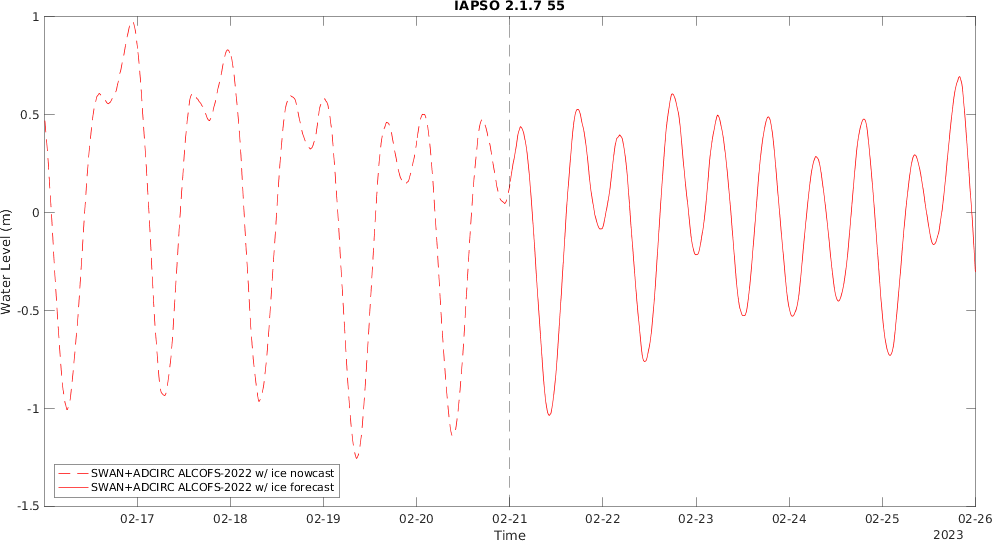 IAPSO 2.1.7 55
1
0.5
0
-0.5
-1
-1.5
Water Level (m)
SWAN+ADCIRC ALCOFS-2022 w/ ice nowcast
SWAN+ADCIRC ALCOFS-2022 w/ ice forecast
02-17 02-18 02-19 02-20 02-21 02-22 02-23 02-24 02-25 02-26
Time
2023